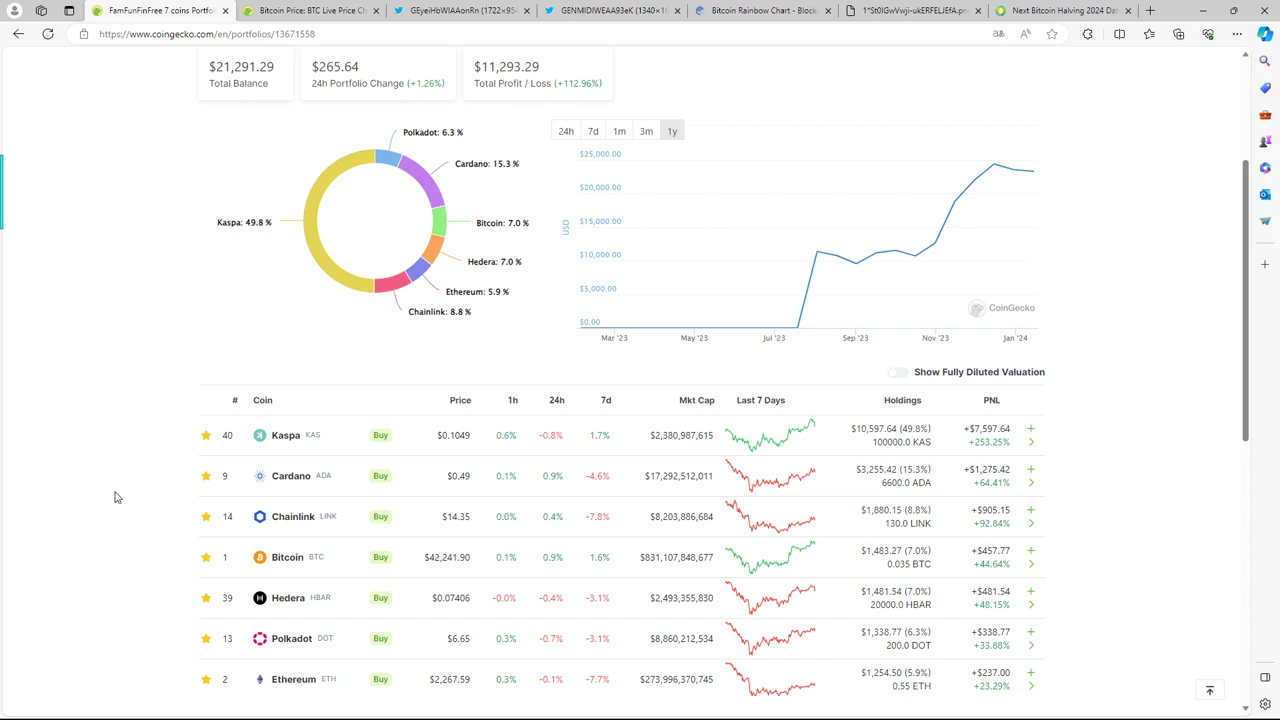 FamFunFinFree 7 coins Portfol
Bitcoin Price: BTC Live Price Ch
GEyeiHbWIAAonRn (1722×954
GENMIDIWEAA93eK (1340×16
Bitcoin Rainbow Chart - Blockc
Next Bitcoin Halving 2024 Dat
https://www.coingecko.com/en/portfolios/13671558
$21,291.29
Total Balance
$265.64
24h Portfolio Change (+1.26%)
$11,293.29
Total Profit / Loss (+112.96%)
Polkadot: 6.3 %
Cardano: 15.3 %
Kaspa: 49.8 %
Bitcoin: 7.0 %
Hedera: 7.0 %
Ethereum: 5.9 %
Chainlink: 8.8 %
24h 7d 1m 3m 1y
$25,000.00
$20,000.00
$15,000.00
$10,000.00
$5,000.00
$0.00
USD
CoinGecko
Mar '23 May '23 Jul '23 Sep '23 Nov '23 Jan '24
Show Fully Diluted Valuation
# Coin Price 1h 24h 7d Mkt Cap Last 7 Days Holdings PNL
40 Kaspa KAS Buy $0.1049 0.6% -0.8% 1.7% $2,380,987,615 $10,597.64 (49.8%) +$7,597.64 +
100000.0 KAS +253.25%
9 Cardano ADA Buy $0.49 0.1% 0.9% -4.6% $17,292,512,011 $3,255.42 (15.3%) +$1,275.42 +
6600.0 ADA +64.41%
14 Chainlink LINK Buy $14.35 0.0% 0.4% -7.8% $8,203,886,684 $1,880.15 (8.8%) +$905.15 +
130.0 LINK +92.84%
1 Bitcoin BTC Buy $42,241.90 0.1% 0.9% 1.6% $831,107,848,677 $1,483.27 (7.0%) +$457.77 +
0.035 BTC +44.64%
39 Hedera HBAR Buy $0.07406 -0.0% -0.4% -3.1% $2,493,355,830 $1,481.54 (7.0%) +$481.54 +
20000.0 HBAR +48.15%
13 Polkadot DOT Buy $6.65 0.3% -0.7% -3.1% $8,860,212,534 $1,338.77 (6.3%) +$338.77 +
200.0 DOT +33.88%
2 Ethereum ETH Buy $2,267.59 0.3% -0.1% -7.7% $273,996,370,745 $1,254.50 (5.9%) +$237.00 +
0.55 ETH +23.29%